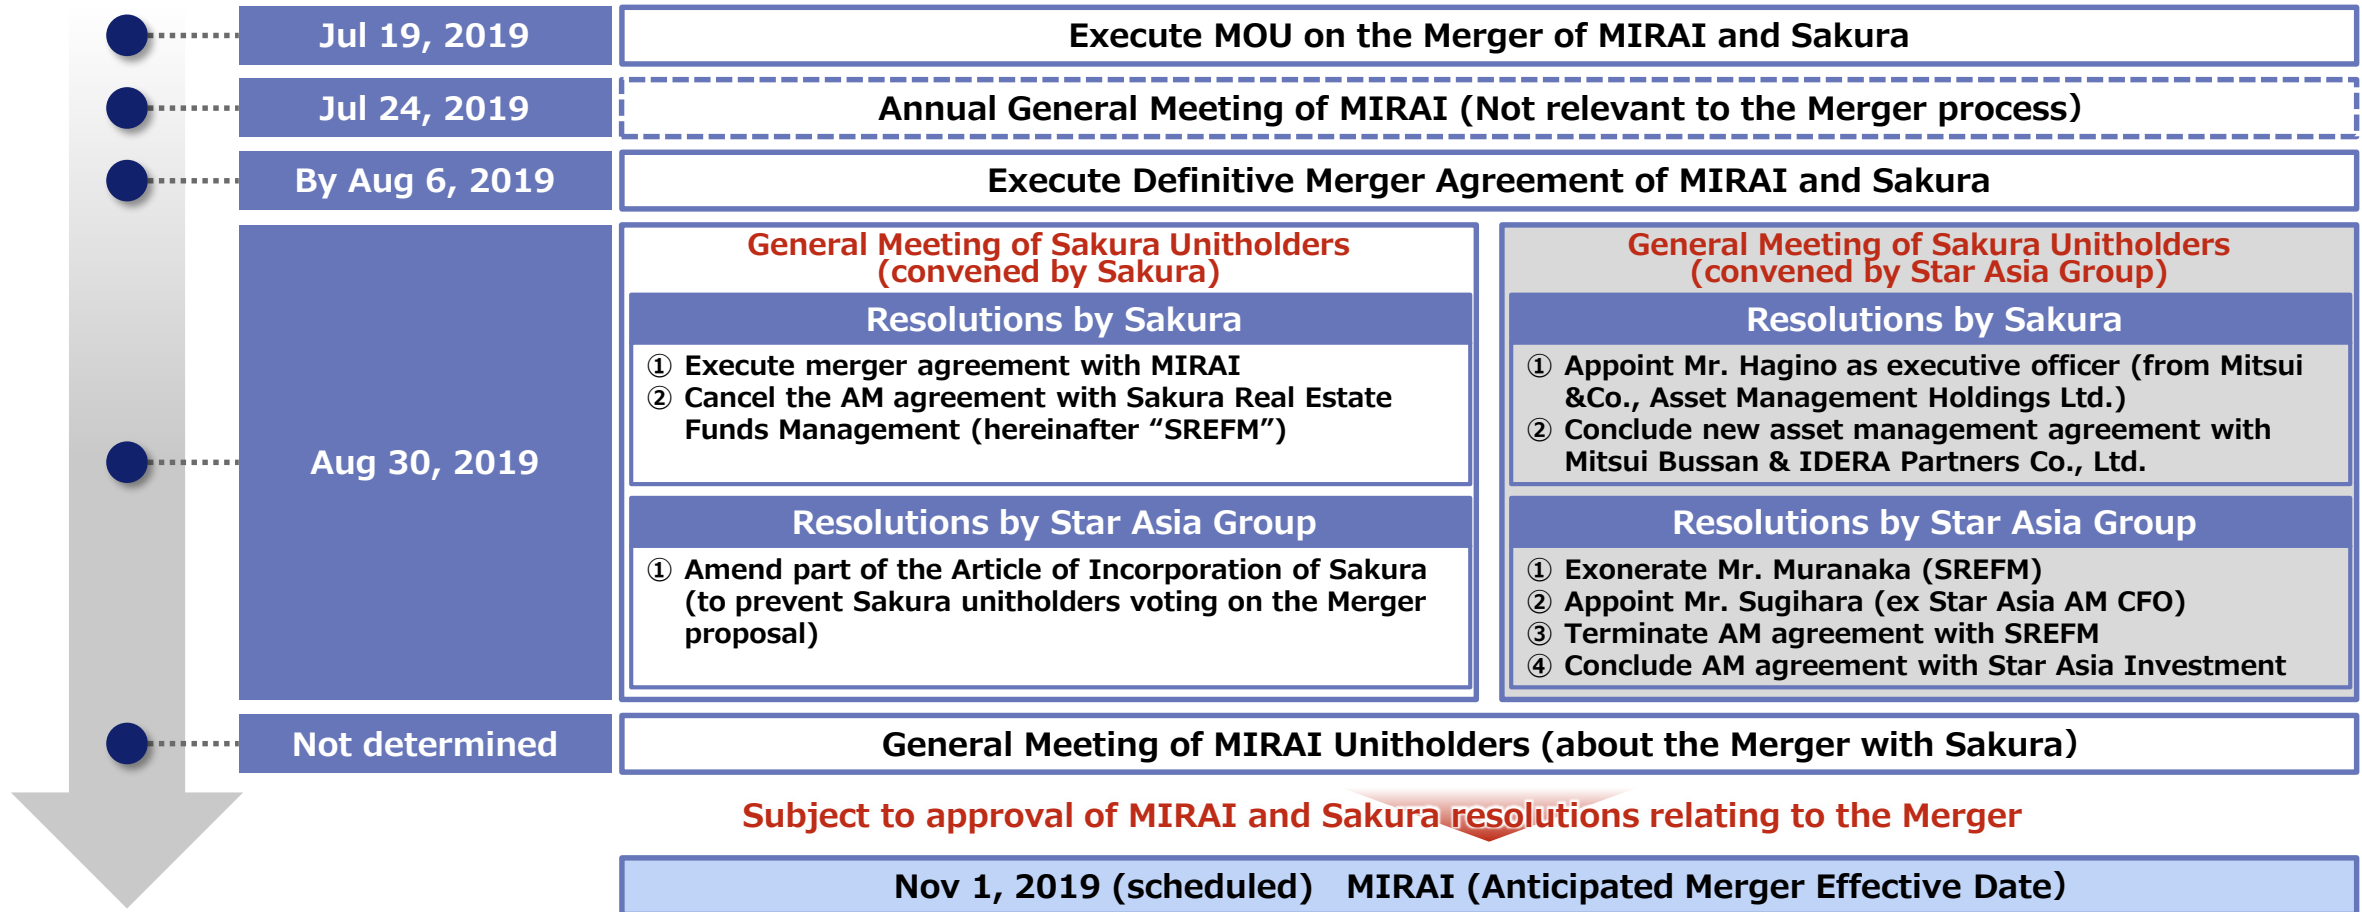 Jul 19, 2019
Execute MOU on the Merger of MIRAI and Sakura
Jul 24, 2019
Annual General Meeting of MIRAI (Not relevant to the Merger process)
By Aug 6, 2019
Execute Definitive Merger Agreement of MIRAI and Sakura
Aug 30, 2019
General Meeting of Sakura Unitholders
(convened by Sakura)
Resolutions by Sakura
① Execute merger agreement with MIRAI
② Cancel the AM agreement with Sakura Real Estate
Funds Management (hereinafter “SREFM”)
Resolutions by Star Asia Group
① Amend part of the Article of Incorporation of Sakura
(to prevent Sakura unitholders voting on the Merger
proposal)
General Meeting of Sakura Unitholders
(convened by Star Asia Group)
Resolutions by Sakura
① Appoint Mr. Hagino as executive officer (from Mitsui
&Co., Asset Management Holdings Ltd.)
② Conclude new asset management agreement with
Mitsui Bussan & IDERA Partners Co., Ltd.
Resolutions by Star Asia Group
① Exonerate Mr. Muranaka (SREFM)
② Appoint Mr. Sugihara (ex Star Asia AM CFO)
③ Terminate AM agreement with SREFM
④ Conclude AM agreement with Star Asia Investment
Not determined
General Meeting of MIRAI Unitholders (about the Merger with Sakura)
Subject to approval of MIRAI and Sakura resolutions relating to the Merger
Nov 1, 2019 (scheduled) MIRAI (Anticipated Merger Effective Date)